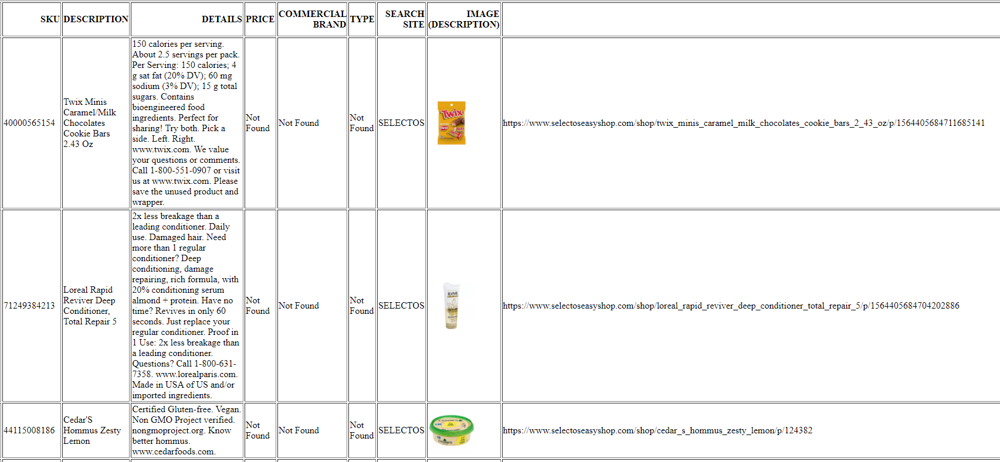 SKU DESCRIPTION DETAILS PRICE COMMERCIAL BRAND TYPE SEARCH SITE IMAGE (DESCRIPTION)
40000565154
Twix Minis
Caramel/Milk
Chocolates
Cookie Bars
2.43 Oz
150 calories per serving.
About 2.5 servings per pack.
Per Serving: 150 calories; 4
g sat fat (20% DV); 60 mg
sodium (3% DV); 15 g total
sugars. Contains
bioengineered food
ingredients. Perfect for
sharing! Try both. Pick a
side. Left. Right.
www.twix.com. We value
your questions or comments.
Call 1-800-551-0907 or visit
us at www.twix.com. Please
save the unused product and
wrapper.
Not
Found
Not Found
Not
Found
SELECTOS
Twix
https://www.selectoseasyshop.com/shop/twix_minis_caramel_milk_chocolates_cookie_bars_2_43_oz/p/1564405684711685141
71249384213
Loreal Rapid
Reviver Deep
Conditioner,
Total Repair 5
2x less breakage than a
leading conditioner. Daily
use. Damaged hair. Need
more than 1 regular
conditioner? Deep
conditioning, damage
repairing, rich formula, with
20% conditioning serum
almond + protein. Have no
time? Revives in only 60
seconds. Just replace your
regular conditioner. Proof in
1 Use: 2x less breakage than
a leading conditioner.
Questions? Call 1-800-631-
7358. www.lorealparis.com.
Made in USA of US and/or
imported ingredients.
Not
Found
Not Found
Not
Found
SELECTOS
ELVIVE
https://www.selectoseasyshop.com/shop/loreal_rapid_reviver_deep_conditioner_total_repair_5/p/1564405684704202886
44115008186
Cedar'S
Hommus Zesty
Lemon
Certified Gluten-free. Vegan.
Non GMO Project verified.
nongmoproject.org. Know
better hommus.
www.cedarfoods.com.
Not
Found
Not Found
Not
Found
SELECTOS
CEDAR'S
CEDAR'S
https://www.selectoseasyshop.com/shop/cedar_s_hommus_zesty_lemon/p/124382